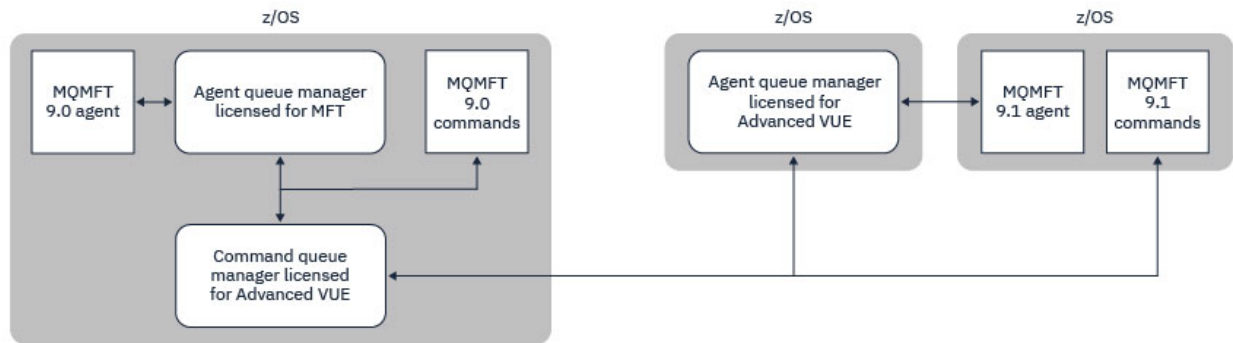 z/OS
MQMFT
9.0 agent
Agent queue manager
licensed for MFT
MQMFT
9.0
commands
Command queue
manager licensed
for Advanced VUE
z/OS
Agent queue manager
licensed for
Advanced VUE
z/OS
MQMFT
9.1 agent
MQMFT
9.1
commands